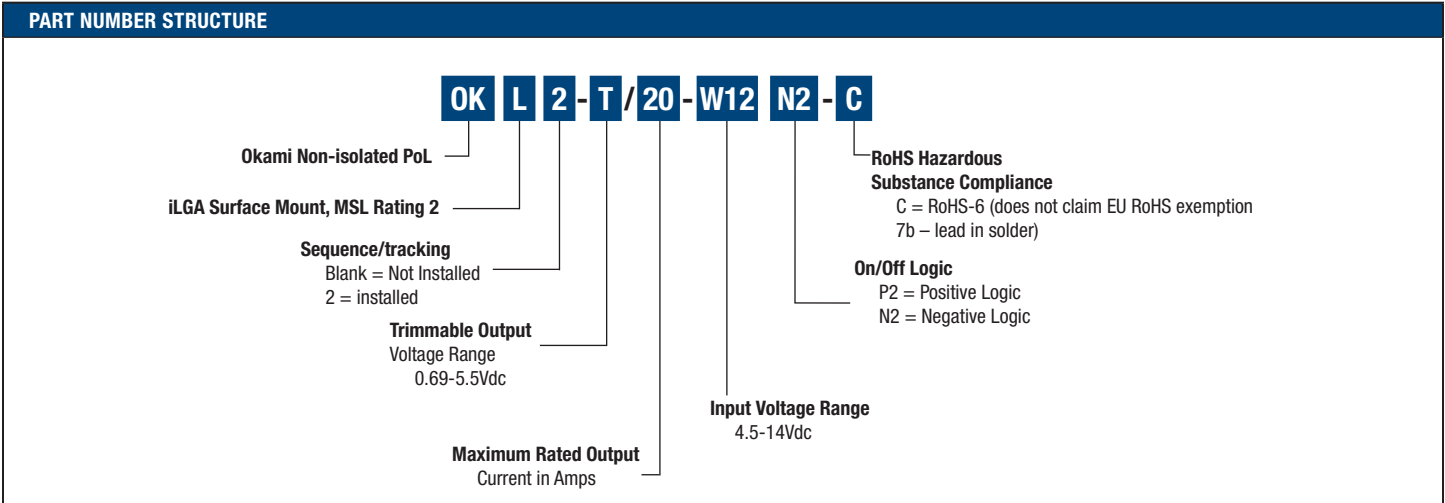 PART NUMBER STRUCTURE
OK L 2 - T / 20 - W12 N2 - C
Okami Non-isolated PoL
iLGA Surface Mount, MSL Rating 2
Sequence/tracking
Blank = Not Installed
2 = installed
Trimmable Output
Voltage Range
0.69-5.5Vdc
Maximum Rated Output
Current in Amps
Input Voltage Range
4.5-14Vdc
On/Off Logic
P2 = Positive Logic
N2 = Negative Logic
RoHS Hazardous
Substance Compliance
C = RoHS-6 (does not claim EU RoHS exemption
7b – lead in solder)